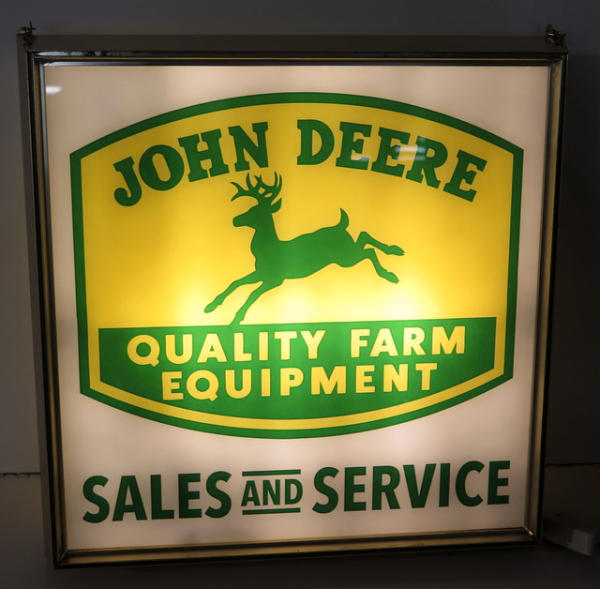 JOHN DEERE
QUALITY FARM
EQUIPMENT
SALES AND SERVICE